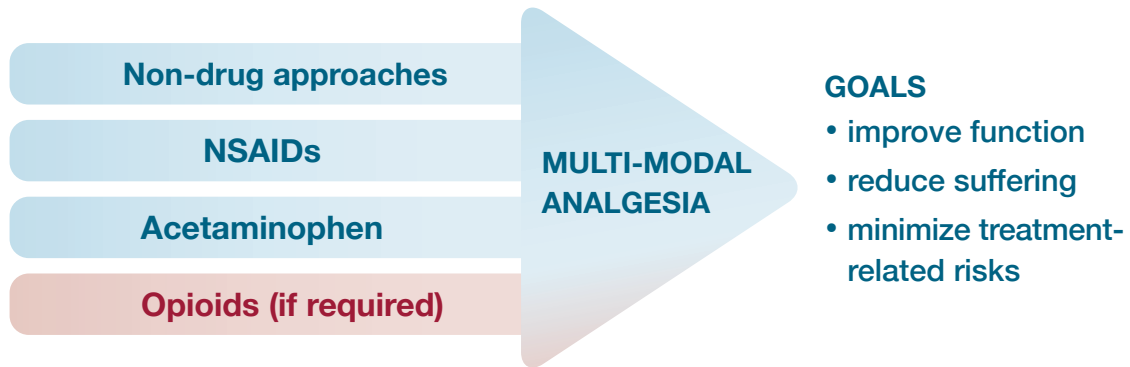 Non-drug approaches
NSAIDs
Acetaminophen
Opioids (if required)
MULTI-MODAL
ANALGESIA
GOALS
• improve function
• reduce suffering
• minimize treatment-
related risks